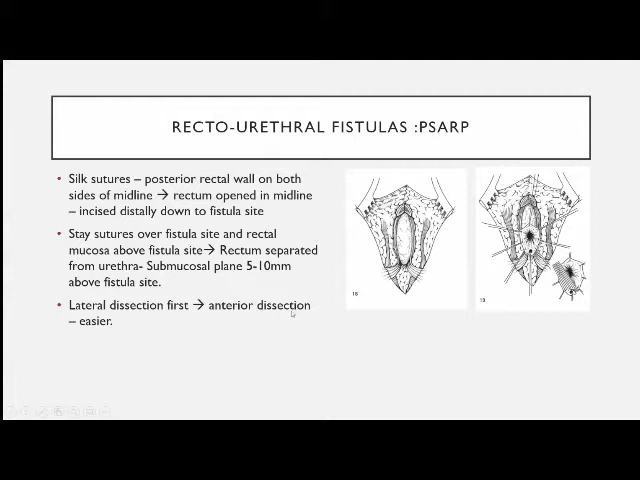 RECTO-URETHRAL FISTULAS :PSARP
• Silk sutures – posterior rectal wall on both
sides of midline → rectum opened in midline
– incised distally down to fistula site
• Stay sutures over fistula site and rectal
mucosa above fistula site→ Rectum separated
from urethra- Submucosal plane 5-10mm
above fistula site.
• Lateral dissection first → anterior dissection
– easier.